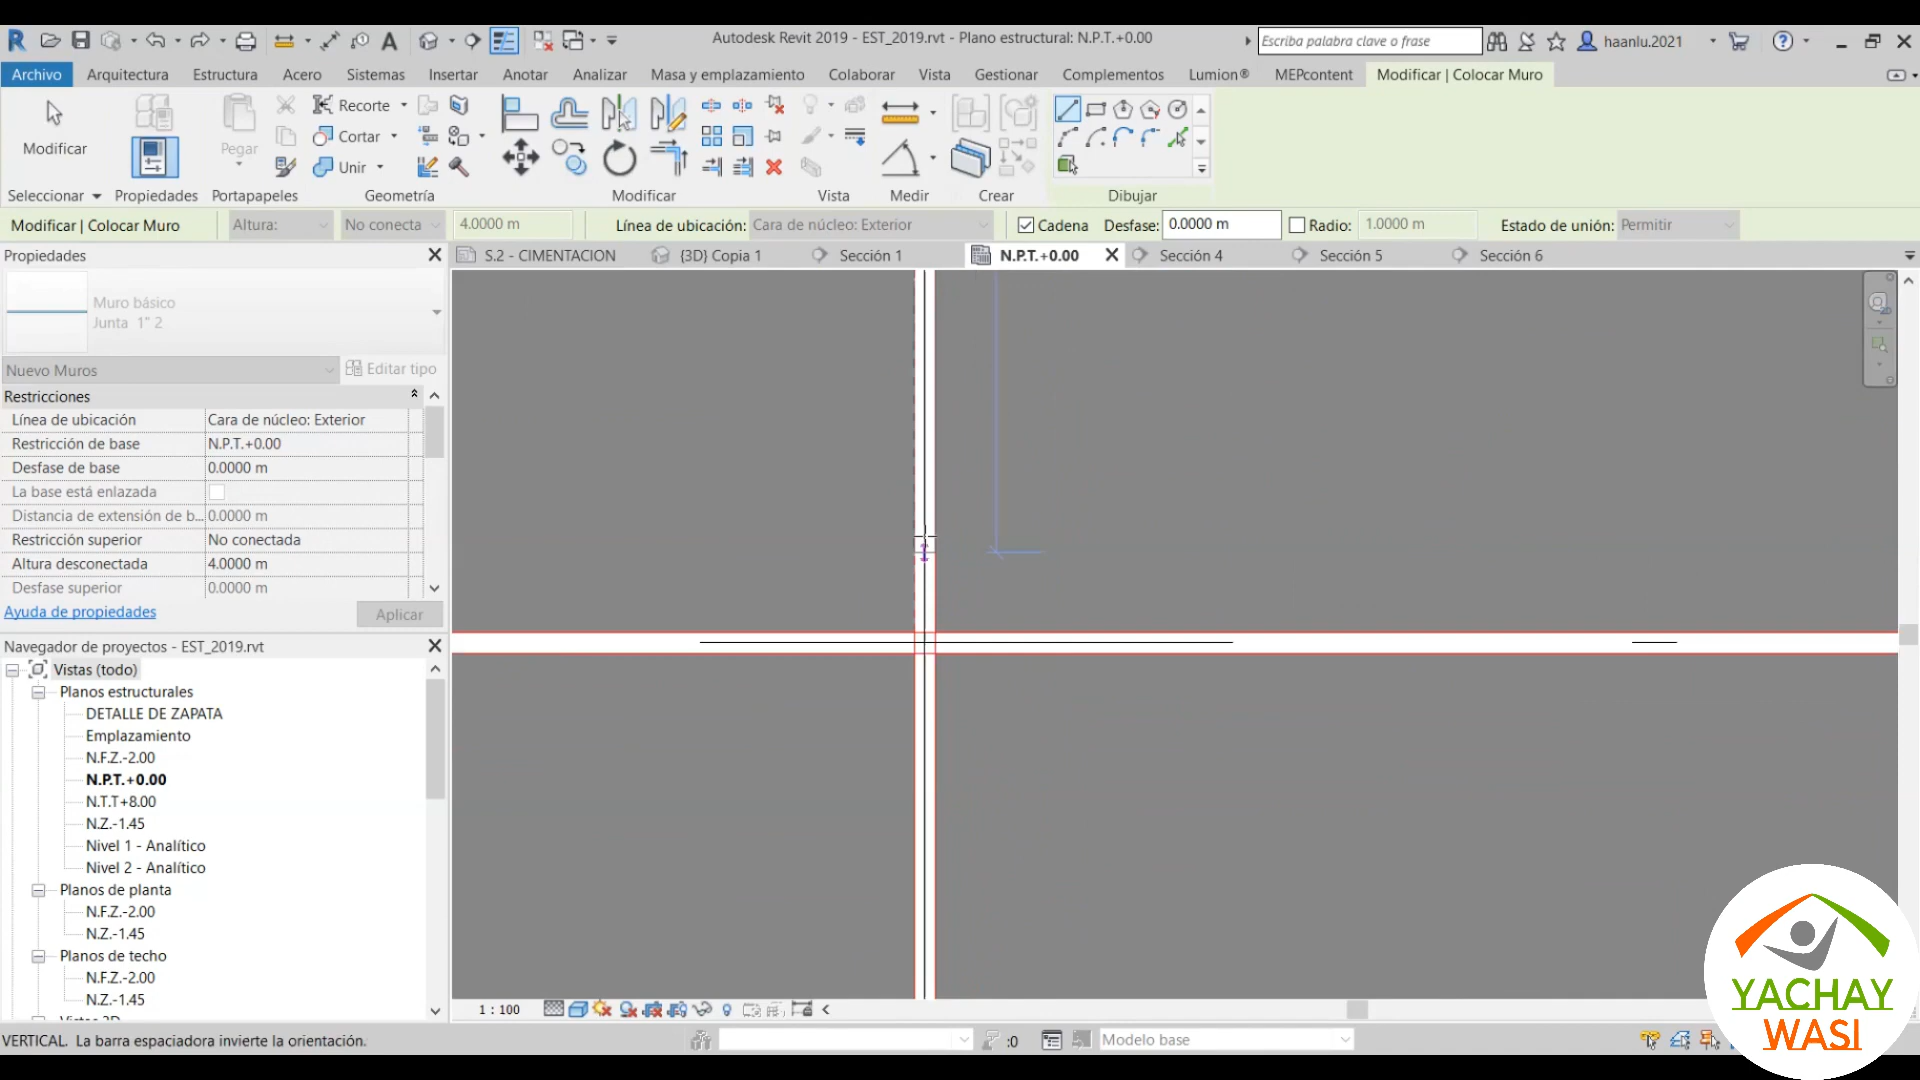 Autodesk Revit 2019 - EST_2019.rvt - Plano estructural: N.P.T.+0.00
Escriba palabra clave o frase
haanlu.2021
Archivo Arquitectura Estructura Acero Sistemas Insertar Anotar Analizar Masa y emplazamiento Colaborar Vista Gestionar Complementos Lumion® MEPcontent Modificar | Colocar Muro
Modificar
Pegar
Recorte
Cortar
Unir
Seleccionar Propiedades Portapapeles Geometría Modificar Vista Medir Crear Dibujar
Modificar | Colocar Muro Altura: No conecta 4.0000 m Línea de ubicación: Cara de núcleo: Exterior Cadena Desfase: 0.0000 m Radio: 1.0000 m Estado de unión: Permitir
Propiedades
S.2 - CIMENTACION {3D} Copia 1 Sección 1 N.P.T.+0.00 Sección 4 Sección 5 Sección 6
Muro básico
Junta 1" 2
Nuevo Muros Editar tipo
Restricciones
Línea de ubicación Cara de núcleo: Exterior
Restricción de base N.P.T.+0.00
Desfase de base 0.0000 m
La base está enlazada
Distancia de extensión de b... 0.0000 m
Restricción superior No conectada
Altura desconectada 4.0000 m
Desfase superior 0.0000 m
Ayuda de propiedades Aplicar
Navegador de proyectos - EST_2019.rvt
Vistas (todo)
Planos estructurales
DETALLE DE ZAPATA
Emplazamiento
N.F.Z.-2.00
N.P.T.+0.00
N.T.T+8.00
N.Z.-1.45
Nivel 1 - Analítico
Nivel 2 - Analítico
Planos de planta
N.F.Z.-2.00
N.Z.-1.45
Planos de techo
N.F.Z.-2.00
N.Z.-1.45
1 : 100
VERTICAL. La barra espaciadora invierte la orientación.
:0
Modelo base
YACHAY
WASI